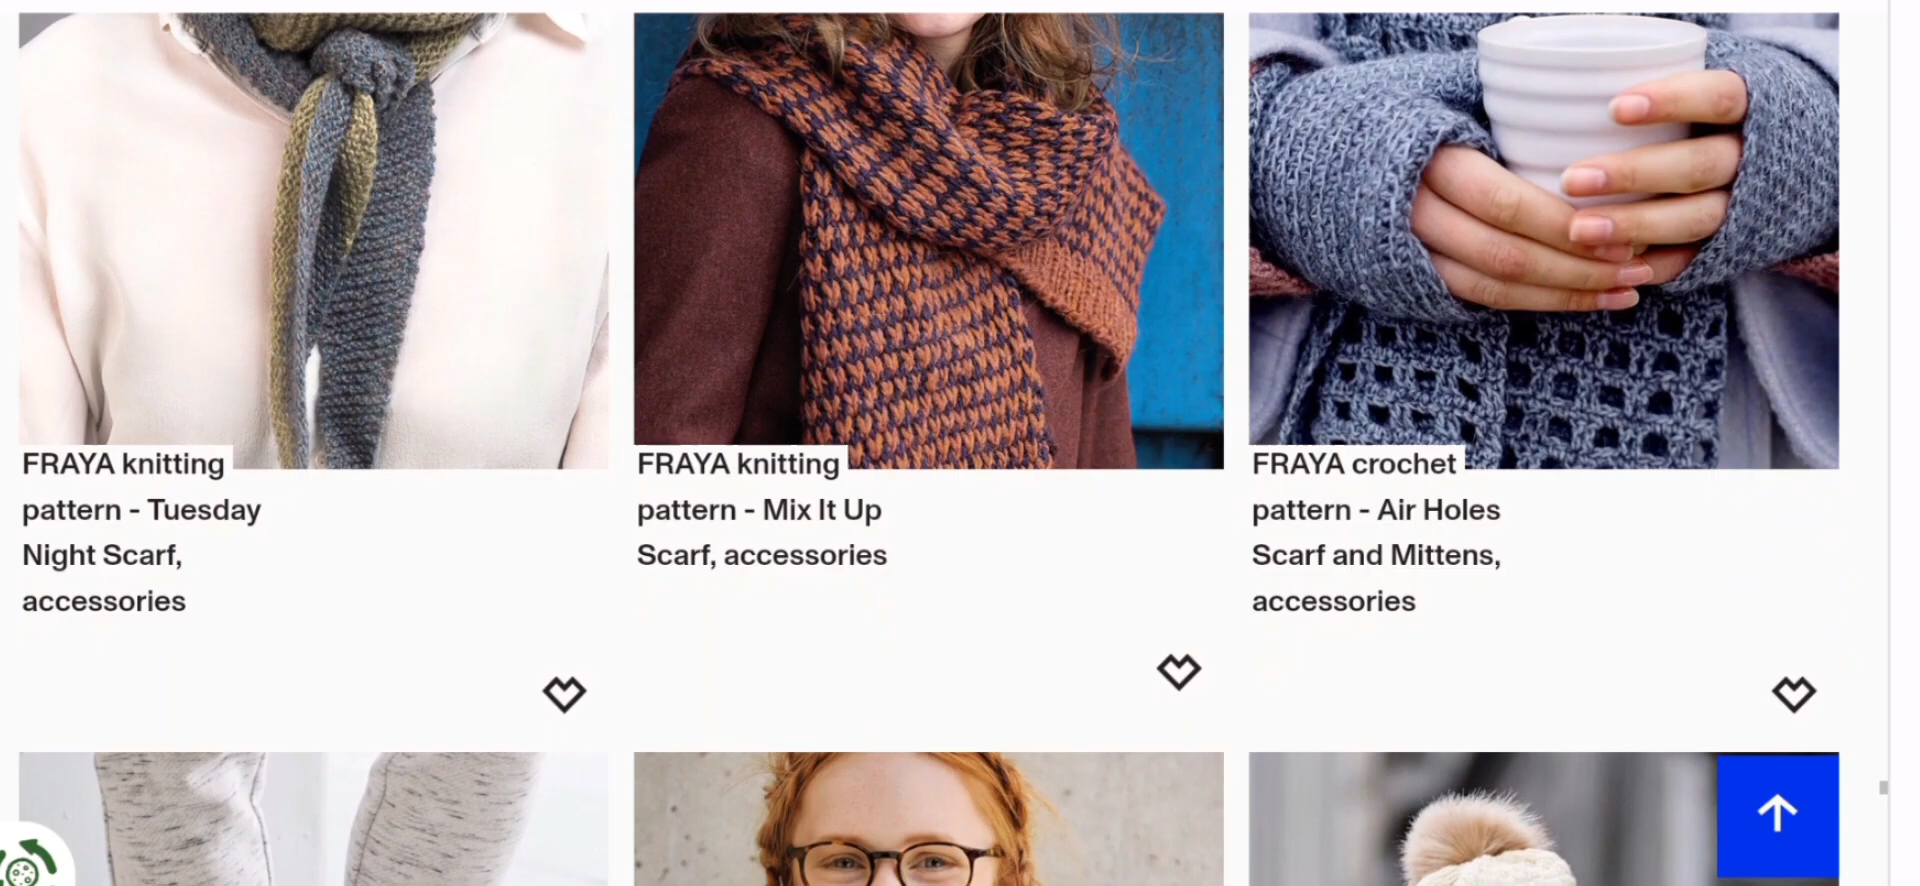 FRAYA knitting
pattern - Tuesday
Night Scarf,
accessories
FRAYA knitting
pattern - Mix It Up
Scarf, accessories
FRAYA crochet
pattern - Air Holes
Scarf and Mittens,
accessories